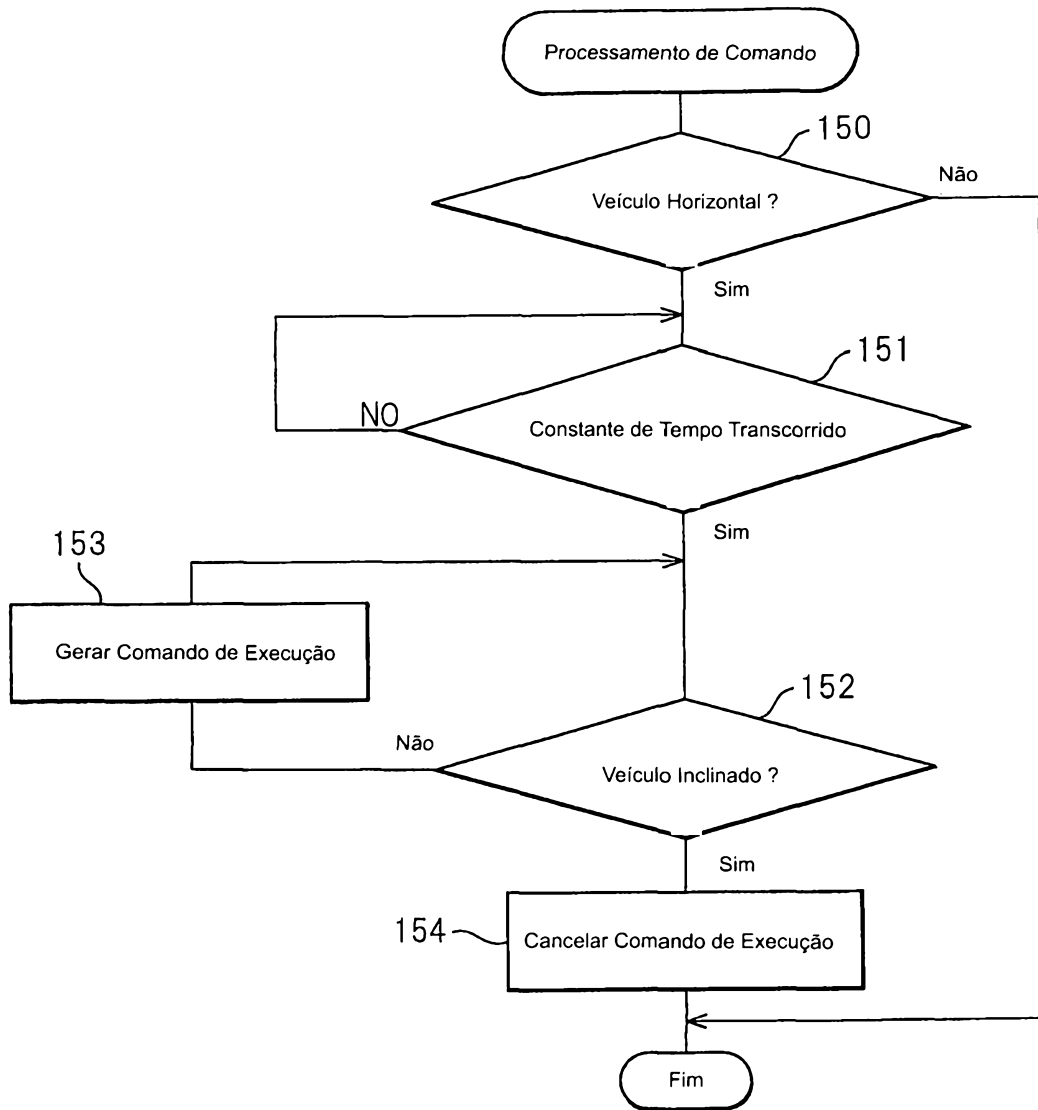 Processamento de Comando
150
Veículo Horizontal ?
Não
Sim
151
NO
Constante de Tempo Transcorrido
Sim
153
Gerar Comando de Execução
152
Não
Veículo Inclinado ?
Sim
154
Cancelar Comando de Execução
Fim